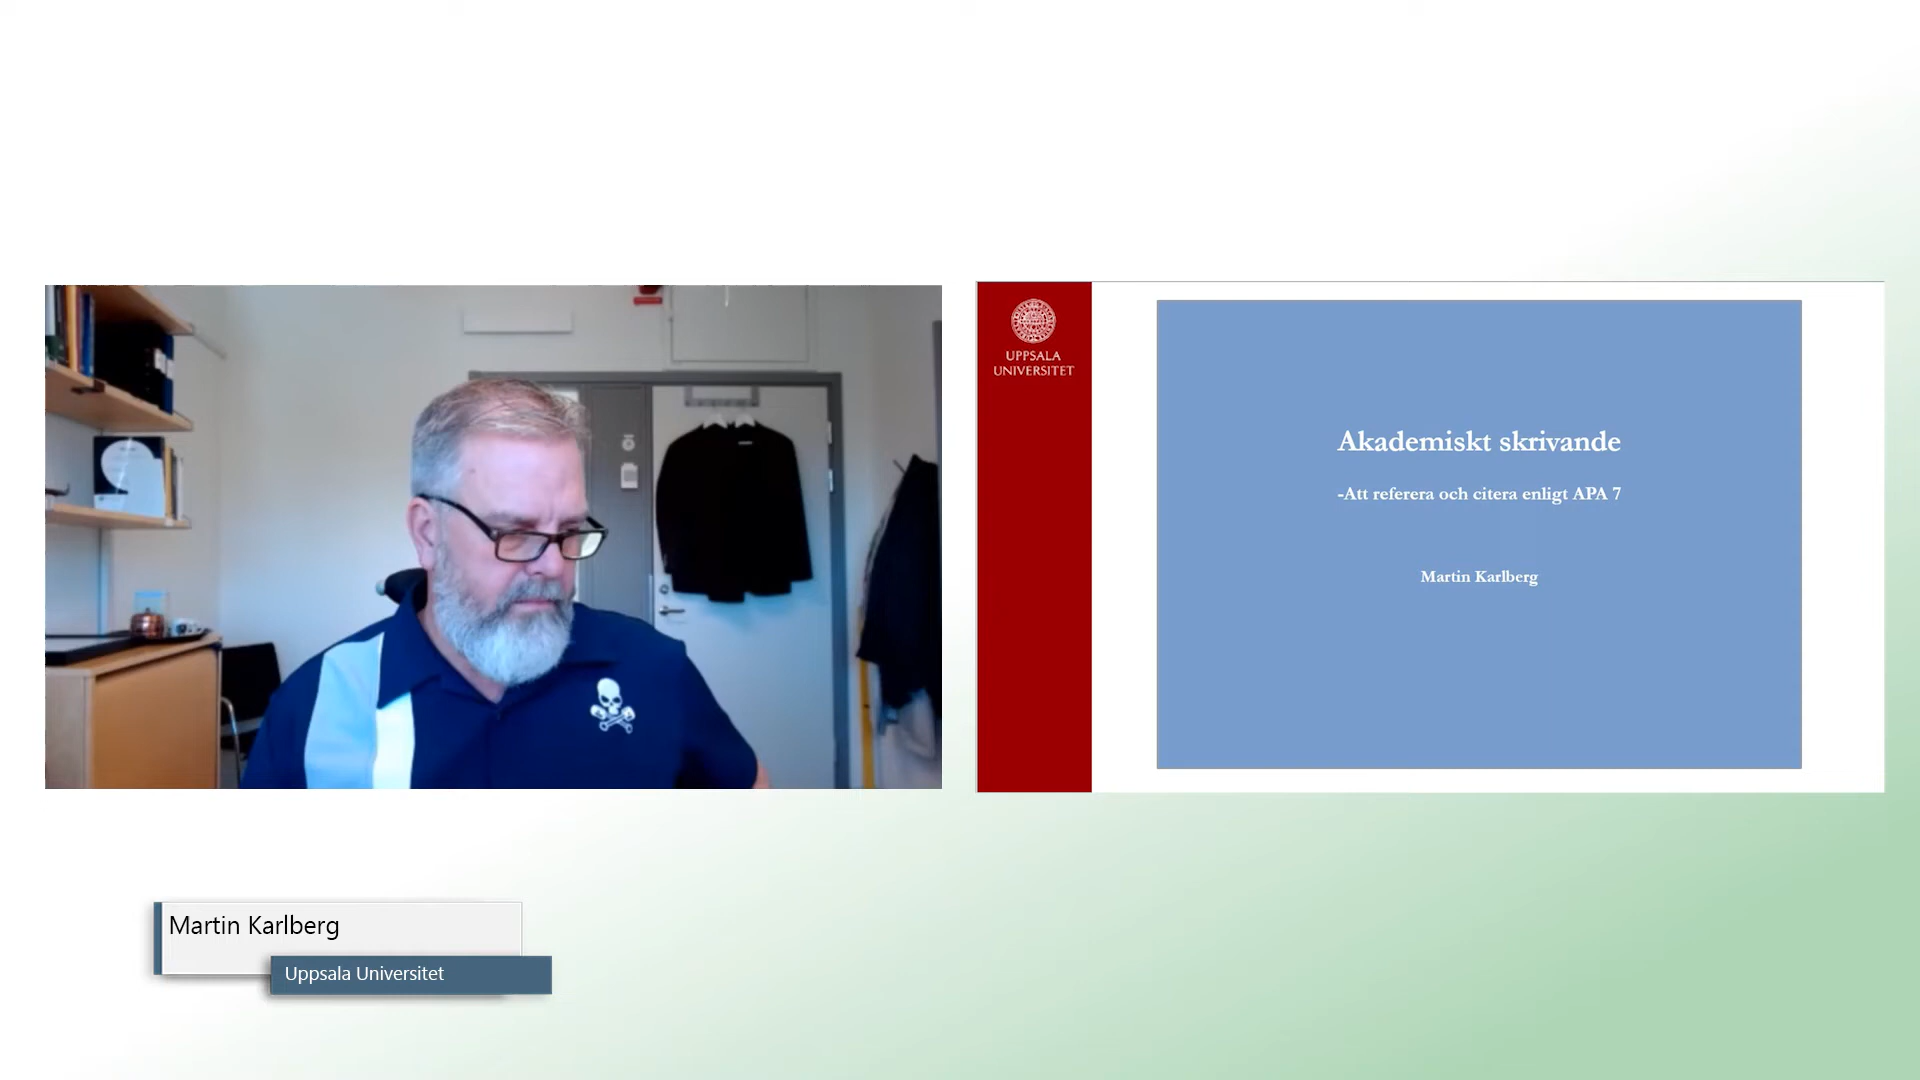 UPPSALA
UNIVERSITET
Akademiskt skrivande
-Att referera och citera enligt APA 7
Martin Karlberg
Martin Karlberg
Uppsala Universitet